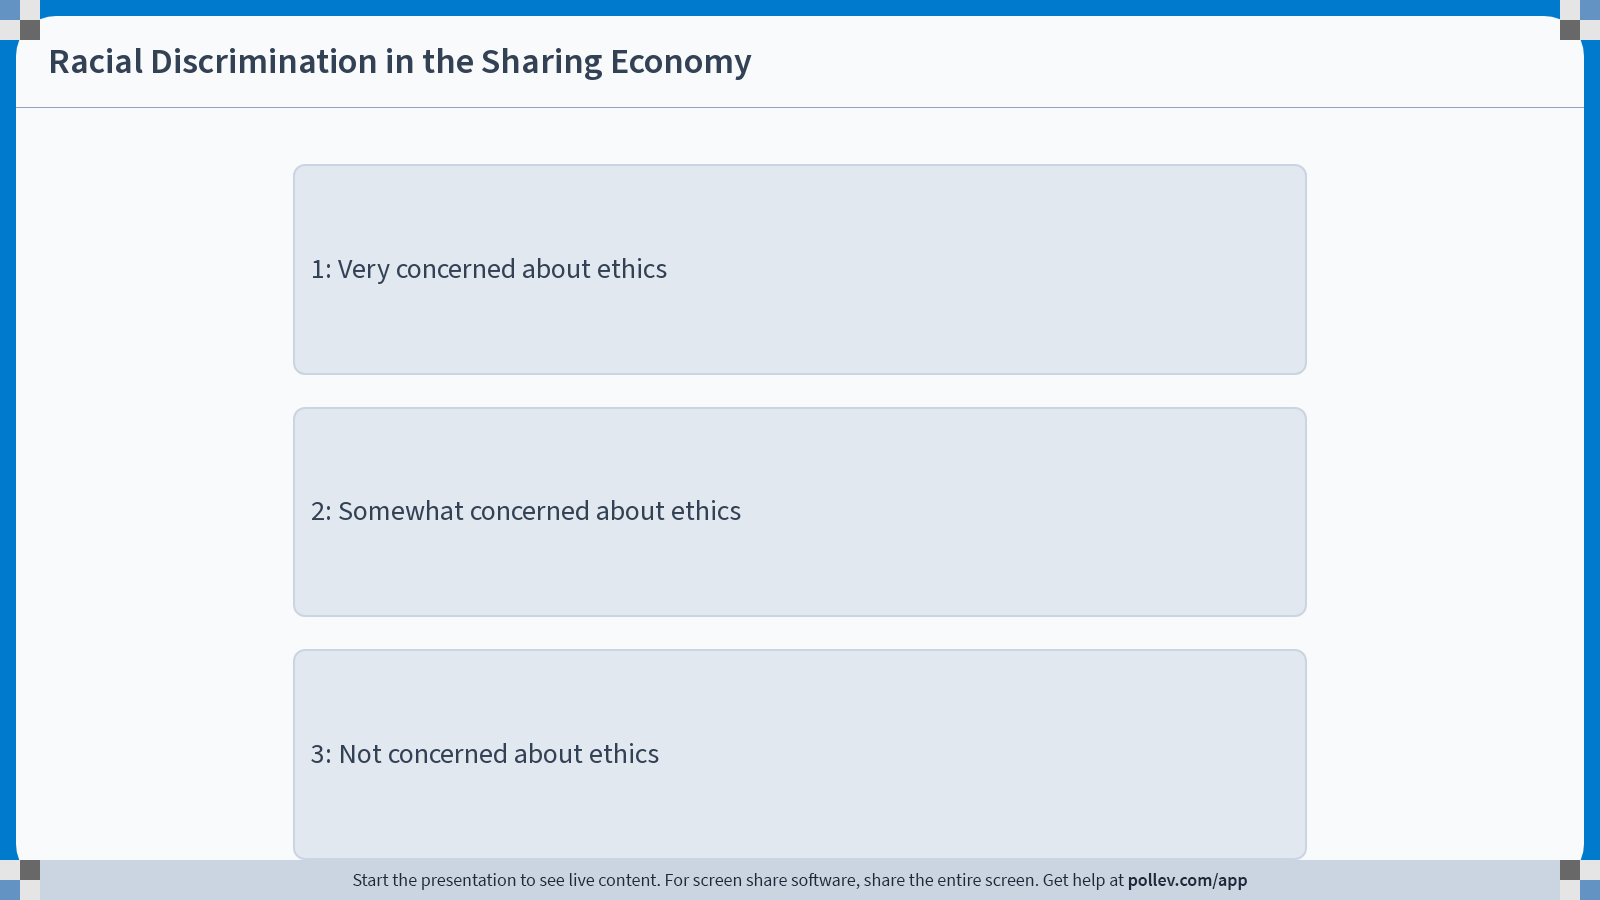 Racial Discrimination in the Sharing Economy
1: Very concerned about ethics
2: Somewhat concerned about ethics
3: Not concerned about ethics
Start the presentation to see live content. For screen share software, share the entire screen. Get help at pollev.com/app